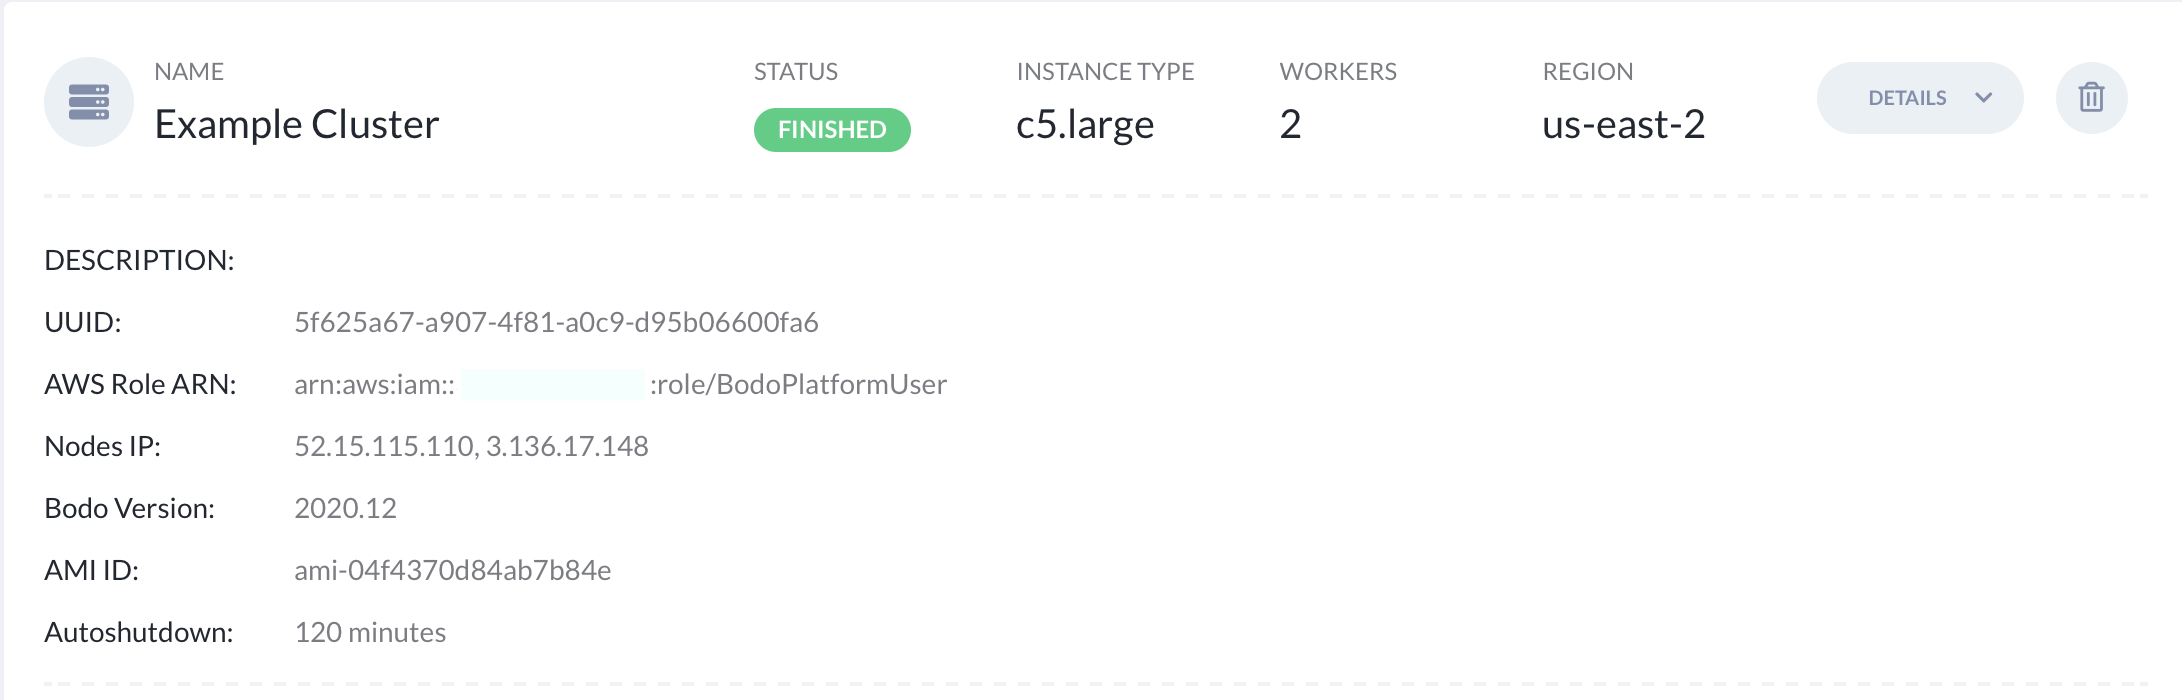 NAME STATUS INSTANCE TYPE WORKERS REGION
Example Cluster FINISHED c5.large 2 us-east-2 DETAILS
DESCRIPTION:
UUID: 5f625a67-a907-4f81-a0c9-d95b06600fa6
AWS Role ARN: arn:aws:iam:: :role/BodoPlatformUser
Nodes IP: 52.15.115.110, 3.136.17.148
Bodo Version: 2020.12
AMI ID: ami-04f4370d84ab7b84e
Autoshutdown: 120 minutes